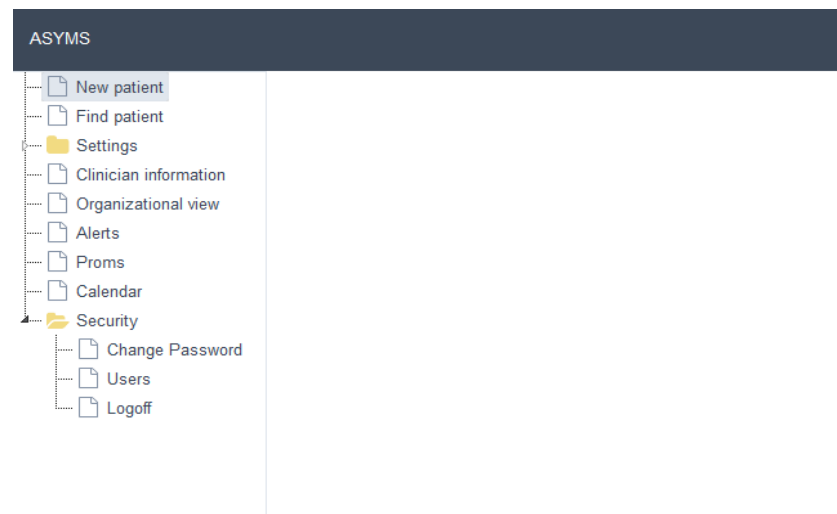 ASYMS
New patient
Find patient
Settings
Clinician information
Organizational view
Alerts
Proms
Calendar
Security
Change Password
Users
Logoff